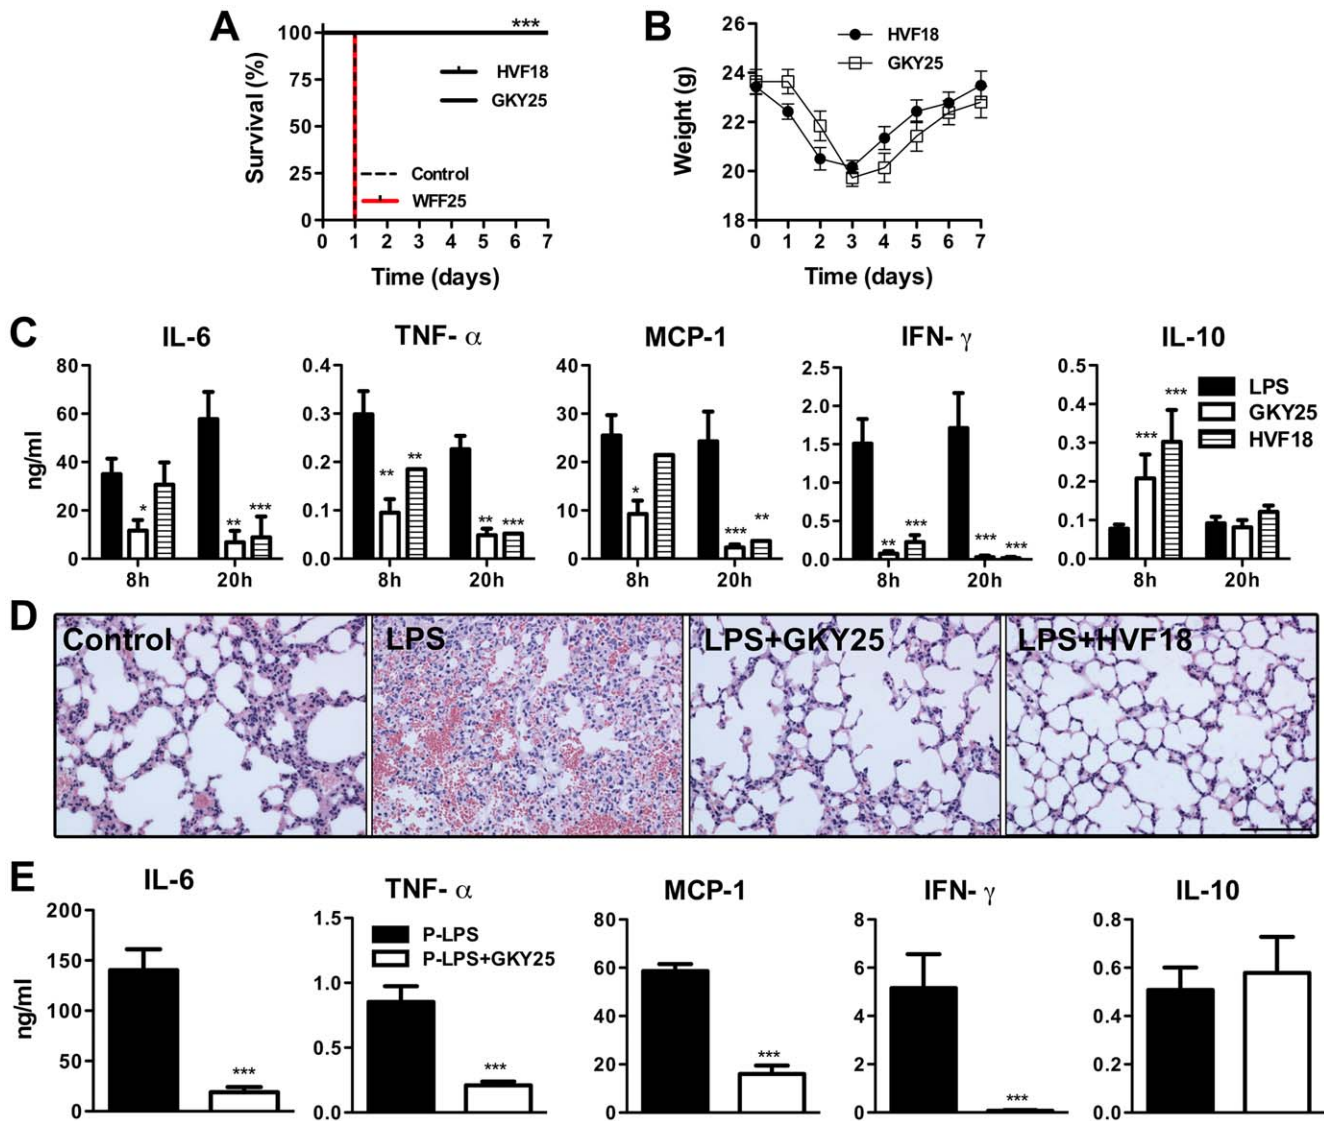 A
***
100
75
50
25
0
Survival (%)
HVF18
GKY25
Control
WFF25
0 1 2 3 4 5 6 7
Time (days)
B
26
24
22
20
18
Weight (g)
HVF18
GKY25
0 1 2 3 4 5 6 7
Time (days)
C
IL-6
80
60
40
20
0
ng/ml
* ** ***
8h 20h
TNF- α
0.4
0.3
0.2
0.1
0.0
** ** ** ***
8h 20h
MCP-1
40
30
20
10
0
* *** **
8h 20h
IFN- γ
2.5
2.0
1.5
1.0
0.5
0.0
** *** *** ***
8h 20h
IL-10
0.5
0.4
0.3
0.2
0.1
0.0
*** ***
8h 20h
LPS
GKY25
HVF18
D
Control
LPS
LPS+GKY25
LPS+HVF18
E
IL-6
200
150
100
50
0
ng/ml
***
TNF- α
1.5
1.0
0.5
0.0
P-LPS
P-LPS+GKY25
***
MCP-1
80
60
40
20
0
***
IFN- γ
8
6
4
2
0
***
IL-10
0.8
0.6
0.4
0.2
0.0